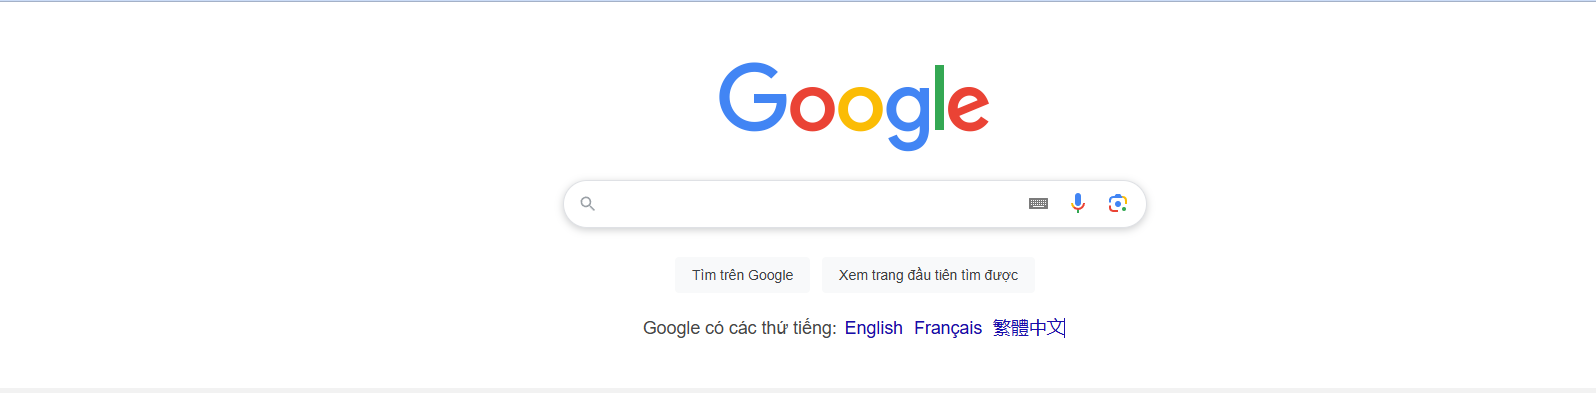 Google
Tìm trên Google Xem trang đầu tiên tìm được
Google có các thứ tiếng: English Français 繁體中文